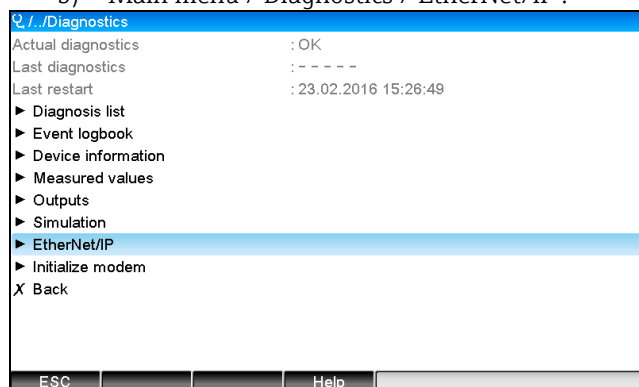 Main menu / Diagnostics / EtherNet/IP :
/../Diagnostics
Actual diagnostics : OK
Last diagnostics : - - - - -
Last restart : 23.02.2016 15:26:49
► Diagnosis list
► Event logbook
► Device information
► Measured values
► Outputs
► Simulation
► EtherNet/IP
► Initialize modem
X Back
ESC Help